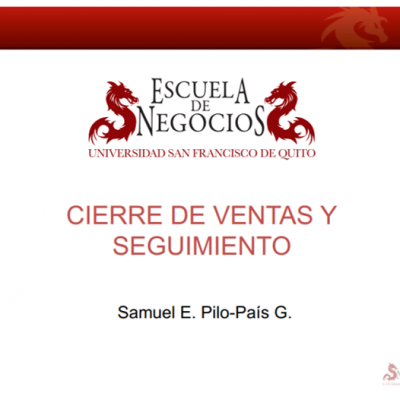 ESCUELA
DE
NEGOCIOS
UNIVERSIDAD SAN FRANCISCO DE QUITO
CIERRE DE VENTAS Y
SEGUIMIENTO
Samuel E. Pilo-País G.